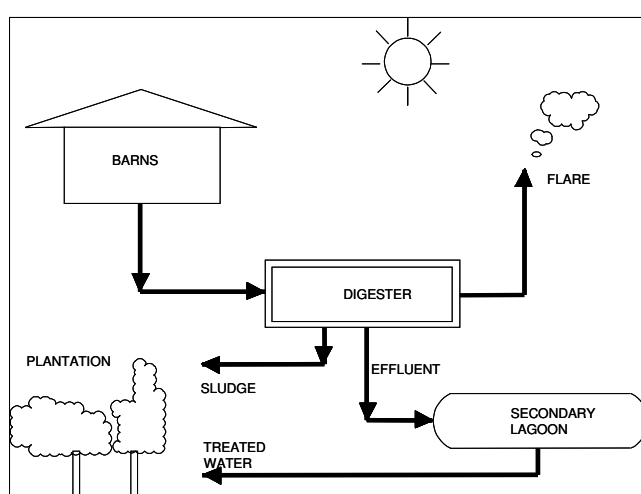 BARNS
FLARE
DIGESTER
PLANTATION
SLUDGE
EFFLUENT
SECONDARY
LAGOON
TREATED
WATER